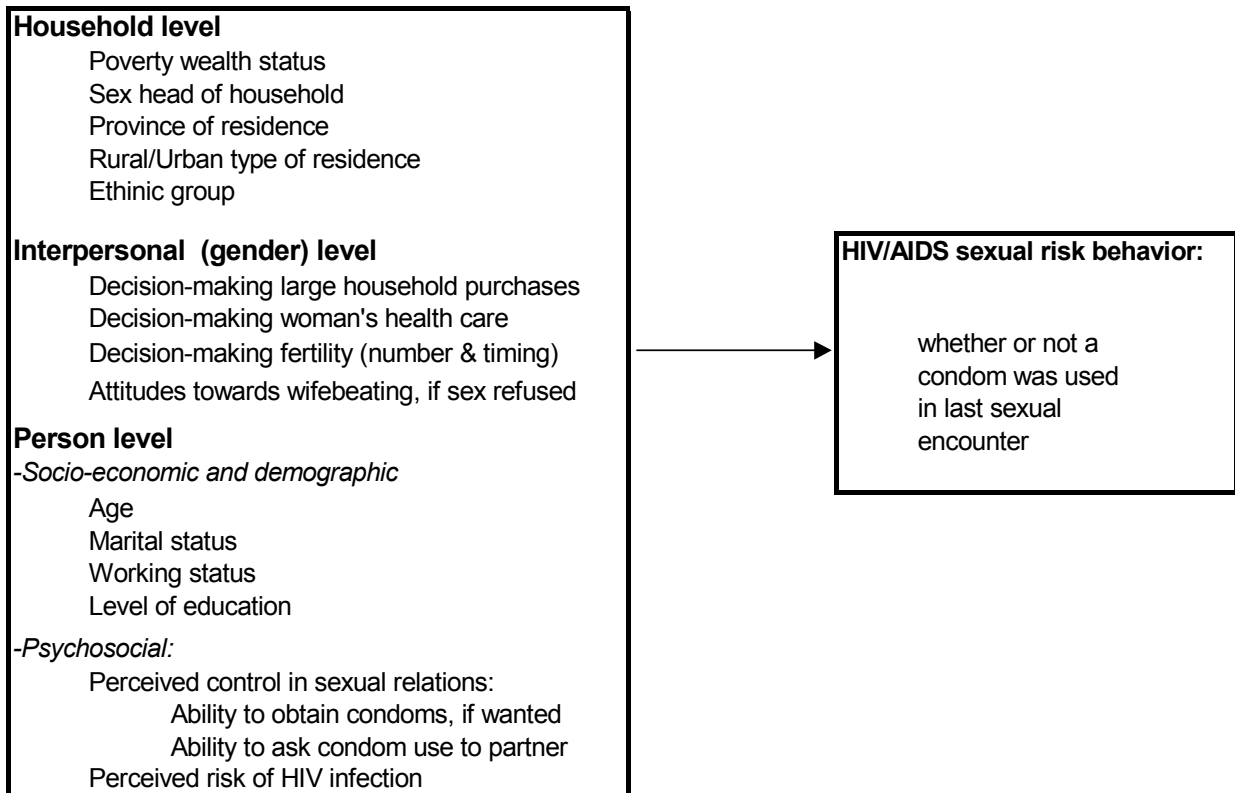 Household level
Poverty wealth status
Sex head of household
Province of residence
Rural/Urban type of residence
Ethinic group
Interpersonal (gender) level
Decision-making large household purchases
Decision-making woman's health care
Decision-making fertility (number & timing)
Attitudes towards wifebeating, if sex refused
Person level
-Socio-economic and demographic
Age
Marital status
Working status
Level of education
-Psychosocial:
Perceived control in sexual relations:
Ability to obtain condoms, if wanted
Ability to ask condom use to partner
Perceived risk of HIV infection
HIV/AIDS sexual risk behavior:
whether or not a
condom was used
in last sexual
encounter